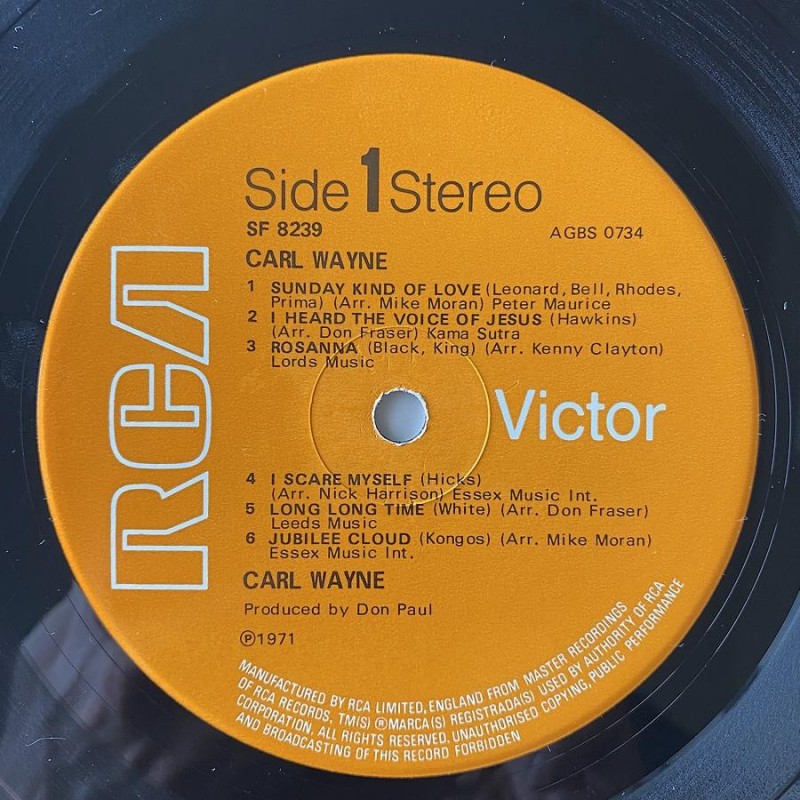 Side 1 Stereo
SF 8239 AGBS 0734
CARL WAYNE
1 SUNDAY KIND OF LOVE (Leonard, Bell, Rhodes,
Prima) (Arr. Mike Moran) Peter Maurice
2 I HEARD THE VOICE OF JESUS (Hawkins)
(Arr. Don Fraser) Kama Sutra
3 ROSANNA (Black, King) (Arr. Kenny Clayton)
Lords Music
RCA
Victor
4 I SCARE MYSELF (Hicks)
(Arr. Nick Harrison) Essex Music Int.
5 LONG LONG TIME (White) (Arr. Don Fraser)
Leeds Music
6 JUBILEE CLOUD (Kongos) (Arr. Mike Moran)
Essex Music Int.
CARL WAYNE
Produced by Don Paul
℗1971
MANUFACTURED BY RCA LIMITED, ENGLAND FROM MASTER RECORDINGS
OF RCA RECORDS, TM(S) ® MARCA(S) REGISTRADA(S) USED BY AUTHORITY OF RCA
CORPORATION, ALL RIGHTS RESERVED. UNAUTHORISED COPYING, PUBLIC PERFORMANCE
AND BROADCASTING OF THIS RECORD FORBIDDEN